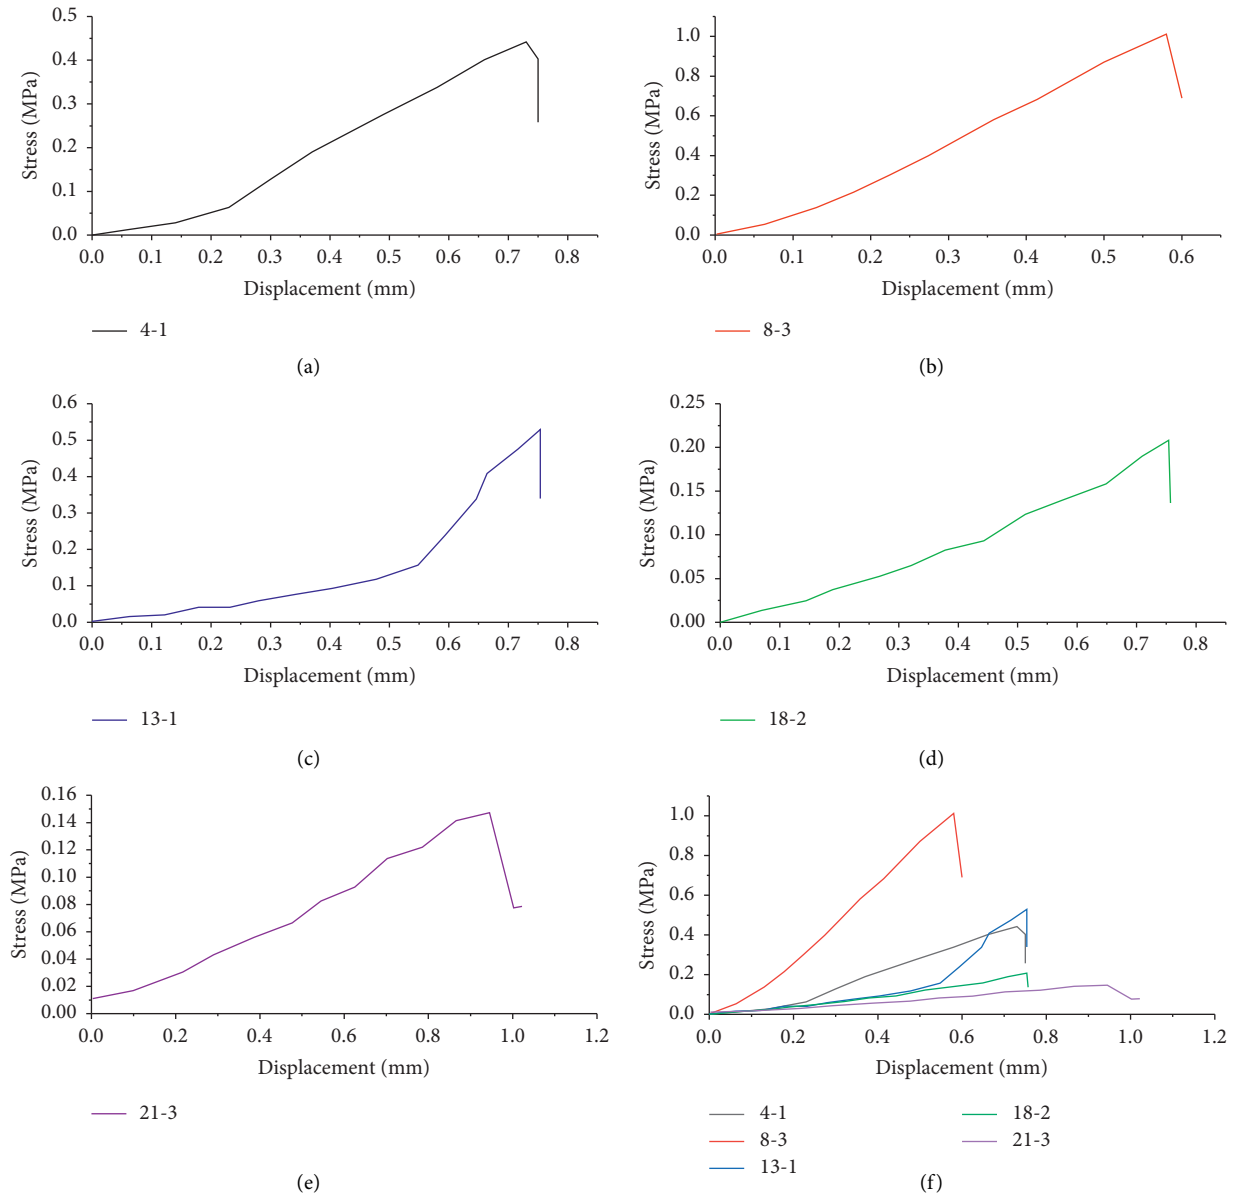 0.5
0.4
0.3
0.2
0.1
0.0
Stress (MPa)
0.0 0.1 0.2 0.3 0.4 0.5 0.6 0.7 0.8
Displacement (mm)
4-1
(a)
1.0
0.8
0.6
0.4
0.2
0.0
Stress (MPa)
0.0 0.1 0.2 0.3 0.4 0.5 0.6
Displacement (mm)
8-3
(b)
0.6
0.5
0.4
0.3
0.2
0.1
0.0
Stress (MPa)
0.0 0.1 0.2 0.3 0.4 0.5 0.6 0.7 0.8
Displacement (mm)
13-1
(c)
0.25
0.20
0.15
0.10
0.05
0.00
Stress (MPa)
0.0 0.1 0.2 0.3 0.4 0.5 0.6 0.7 0.8
Displacement (mm)
18-2
(d)
0.16
0.14
0.12
0.10
0.08
0.06
0.04
0.02
0.00
Stress (MPa)
0.0 0.2 0.4 0.6 0.8 1.0 1.2
Displacement (mm)
21-3
(e)
1.0
0.8
0.6
0.4
0.2
0.0
Stress (MPa)
0.0 0.2 0.4 0.6 0.8 1.0 1.2
Displacement (mm)
4-1
8-3
13-1
18-2
21-3
(f)